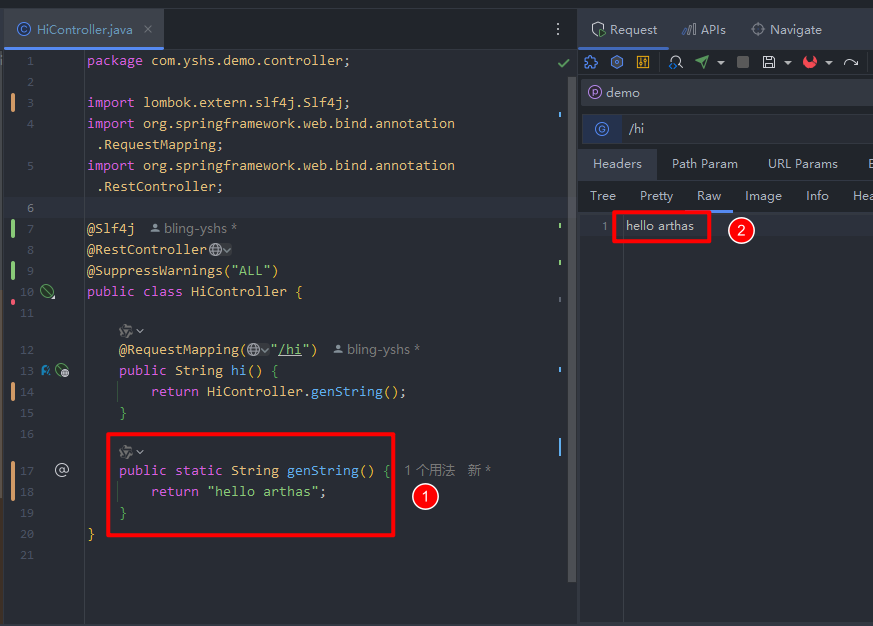 HiController.java
Request
APIs
Navigate
demo
/hi
Headers
Path Param
URL Params
Tree
Pretty
Raw
Image
Info
Hea
1 hello arthas
2
1 package com.yshs.demo.controller;
2
3 import lombok.extern.slf4j.Slf4j;
4 import org.springframework.web.bind.annotation
.RequestMapping;
5 import org.springframework.web.bind.annotation
.RestController;
6
7 @Slf4j bling-yshs *
8 @RestController
9 @SuppressWarnings("ALL")
10 public class HiController {
11
12 @RequestMapping("/hi") bling-yshs *
13 public String hi() {
14 return HiController.genString();
15 }
16
17 public static String genString() { 1 个用法 新 *
18 return "hello arthas";
19 }
20 }
21
1